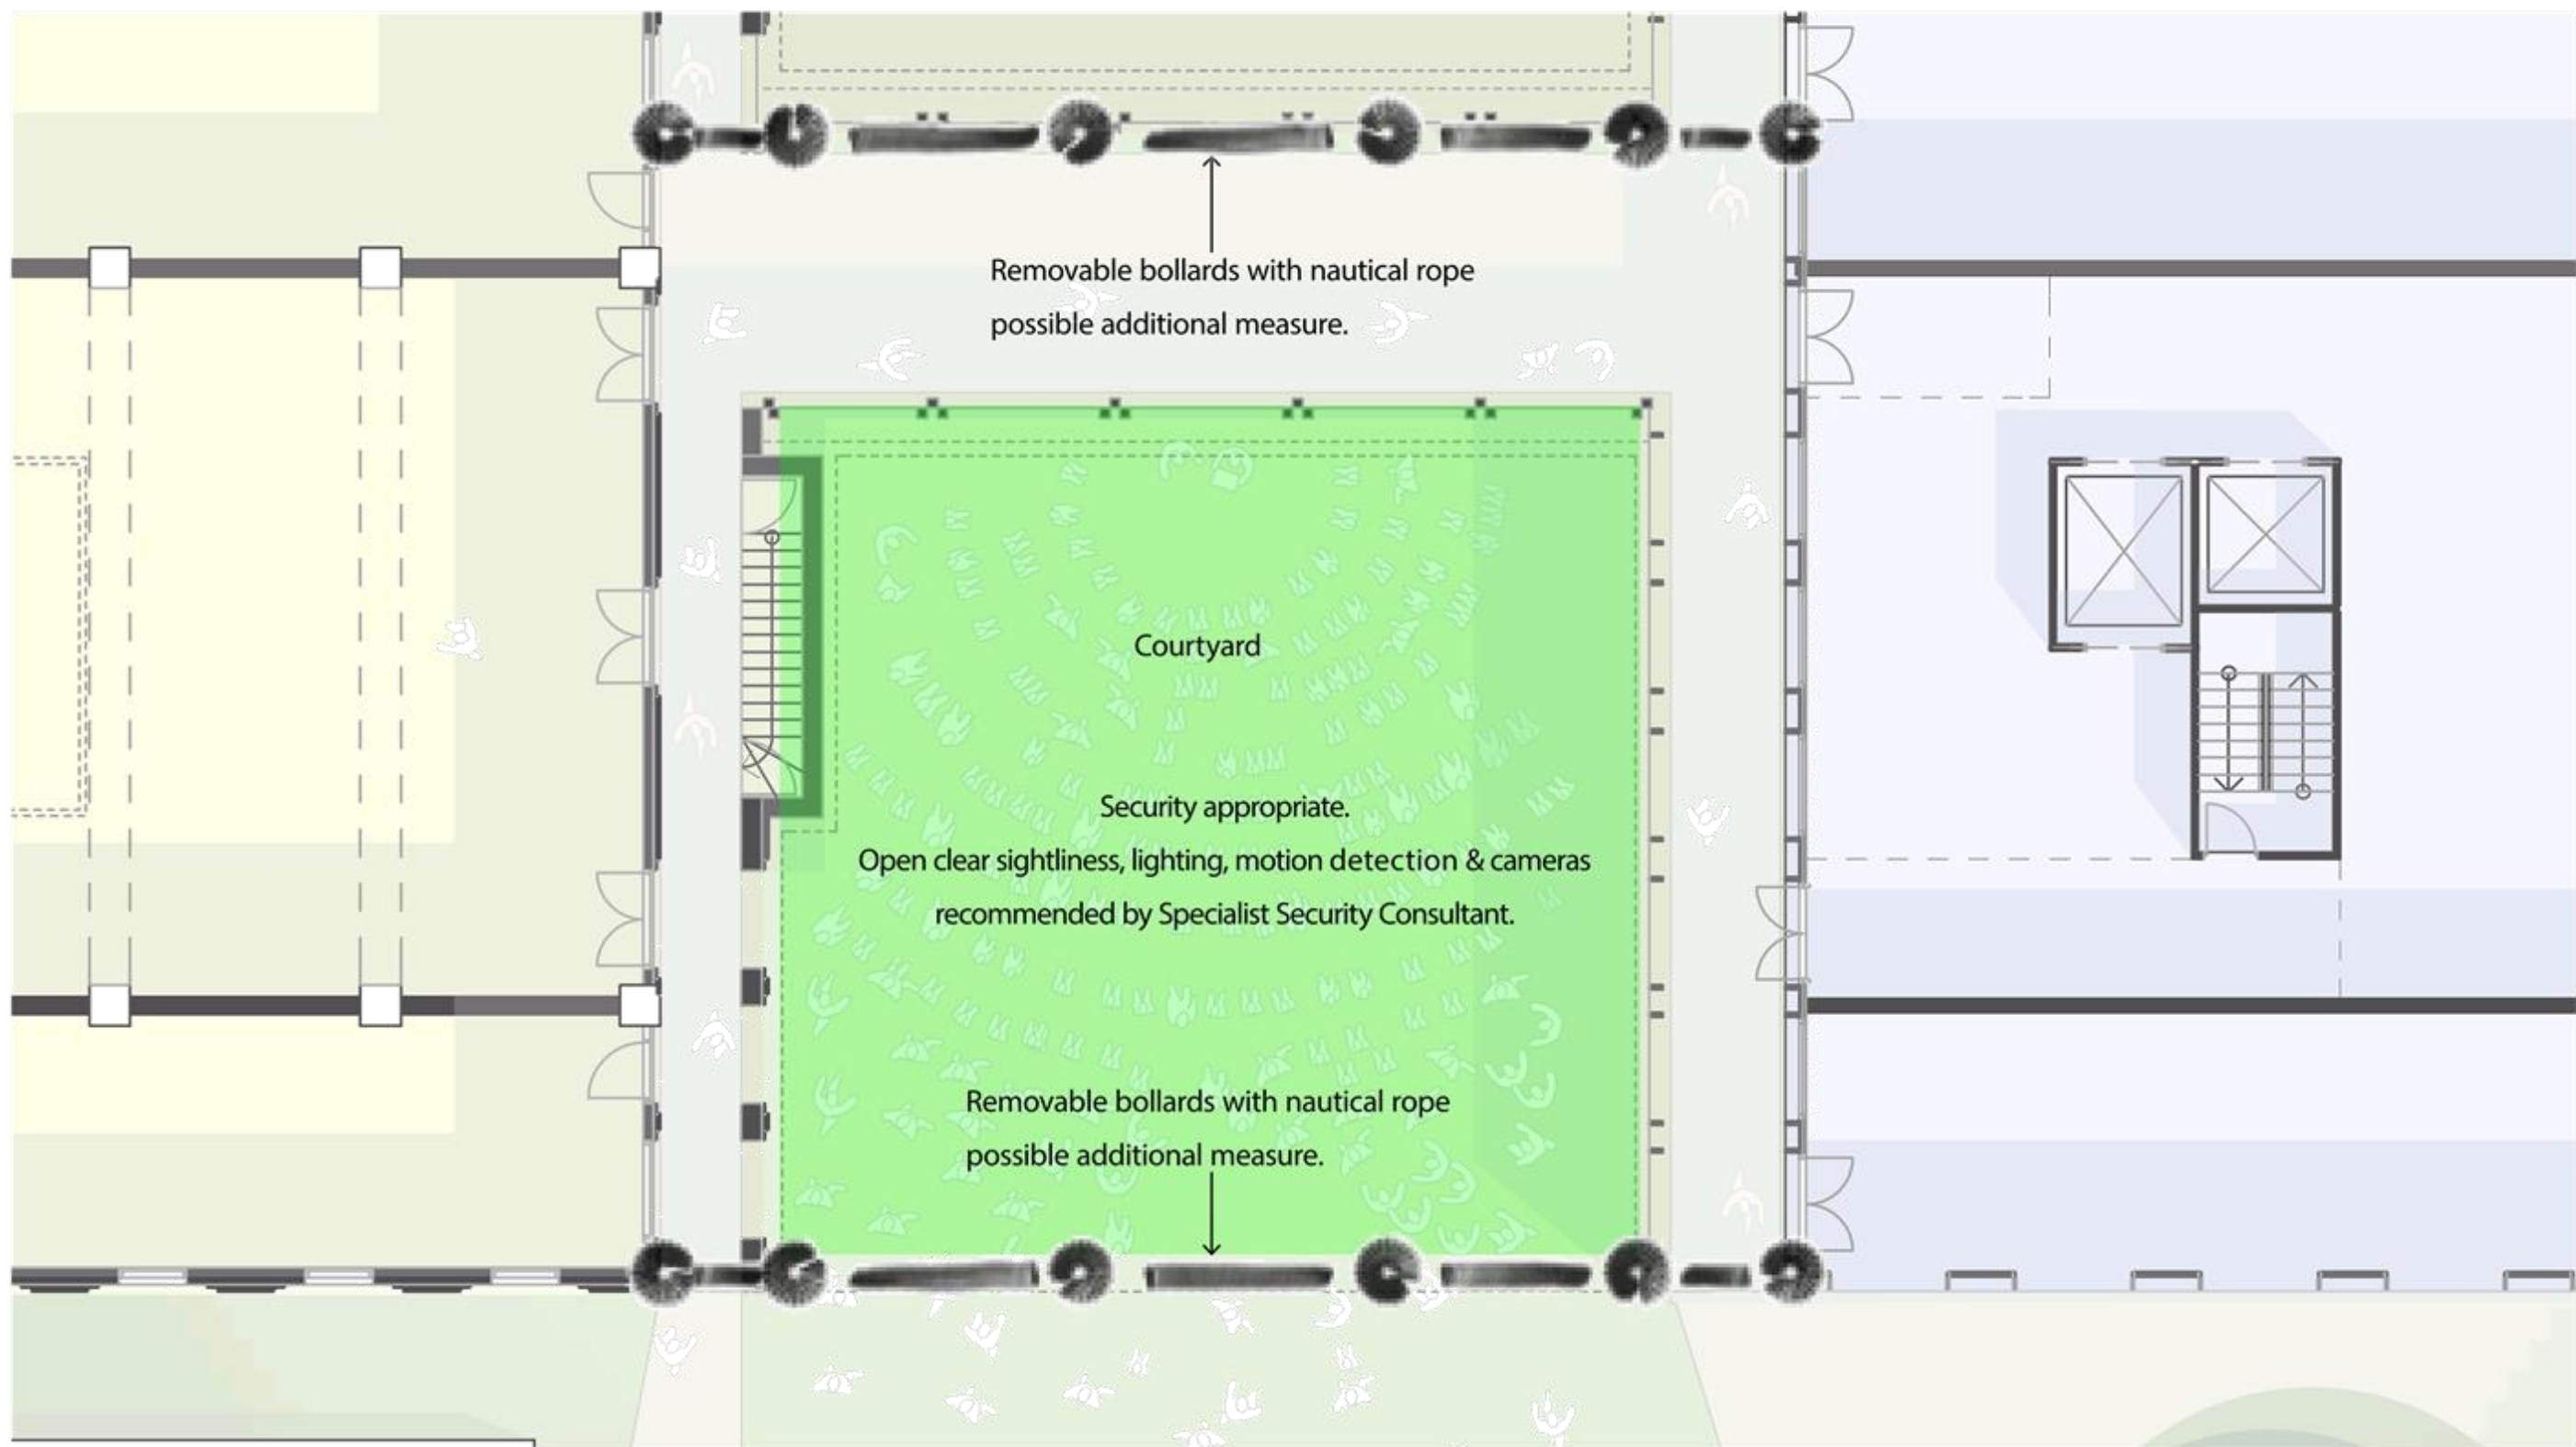 Removable bollards with nautical rope
possible additional measure.
Courtyard
Security appropriate.
Open clear sightliness, lighting, motion detection & cameras
recommended by Specialist Security Consultant.
Removable bollards with nautical rope
possible additional measure.